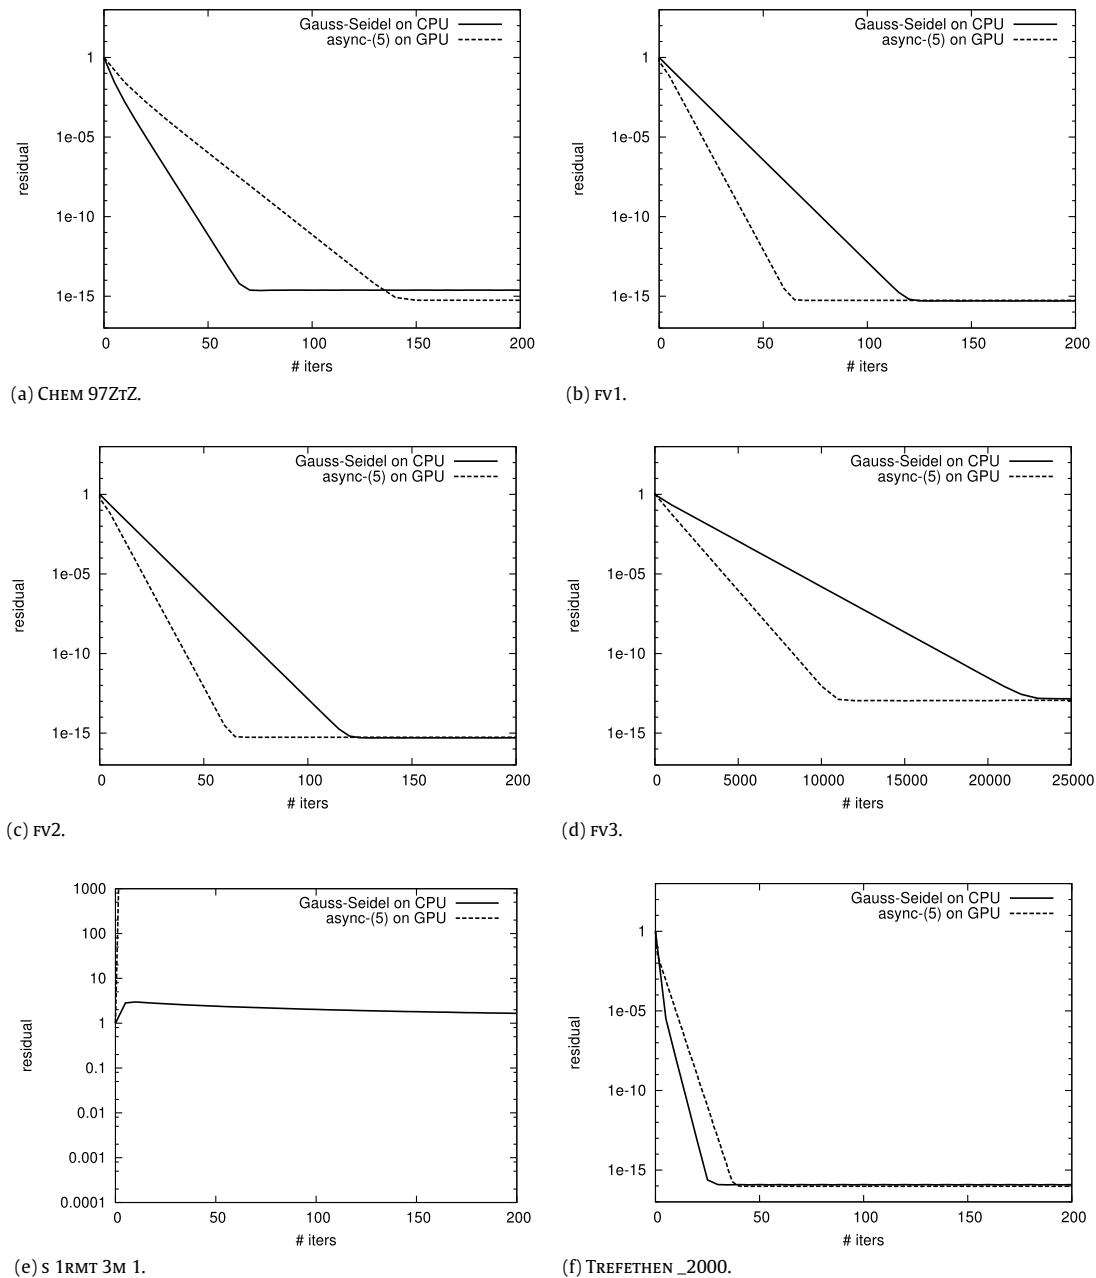 Gauss-Seidel on CPU
async-(5) on GPU
1
1e-05
1e-10
1e-15
residual
0 50 100 150 200
# iters
(a) CHEM 97ZTZ.
Gauss-Seidel on CPU
async-(5) on GPU
1
1e-05
1e-10
1e-15
residual
0 50 100 150 200
# iters
(b) FV1.
Gauss-Seidel on CPU
async-(5) on GPU
1
1e-05
1e-10
1e-15
residual
0 50 100 150 200
# iters
(c) FV2.
Gauss-Seidel on CPU
async-(5) on GPU
1
1e-05
1e-10
1e-15
residual
0 5000 10000 15000 20000 25000
# iters
(d) FV3.
Gauss-Seidel on CPU
async-(5) on GPU
1000
100
10
1
0.1
0.01
0.001
0.0001
residual
0 50 100 150 200
# iters
(e) S 1RMT 3M 1.
Gauss-Seidel on CPU
async-(5) on GPU
1
1e-05
1e-10
1e-15
residual
0 50 100 150 200
# iters
(f) TREFETHEN _2000.